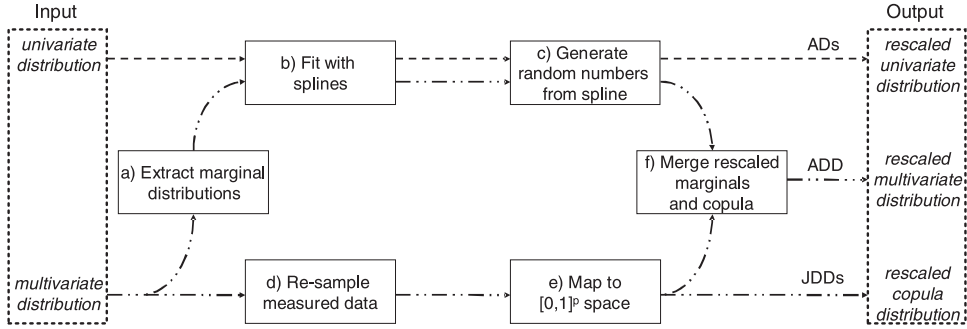 Input
Output
univariate
distribution
b) Fit with
splines
c) Generate
random numbers
from spline
ADs
rescaled
univariate
distribution
a) Extract marginal
distributions
f) Merge rescaled
marginals
and copula
ADD
rescaled
multivariate
distribution
multivariate
distribution
d) Re-sample
measured data
e) Map to
[0,1]ᵖ space
JDDs
rescaled
copula
distribution